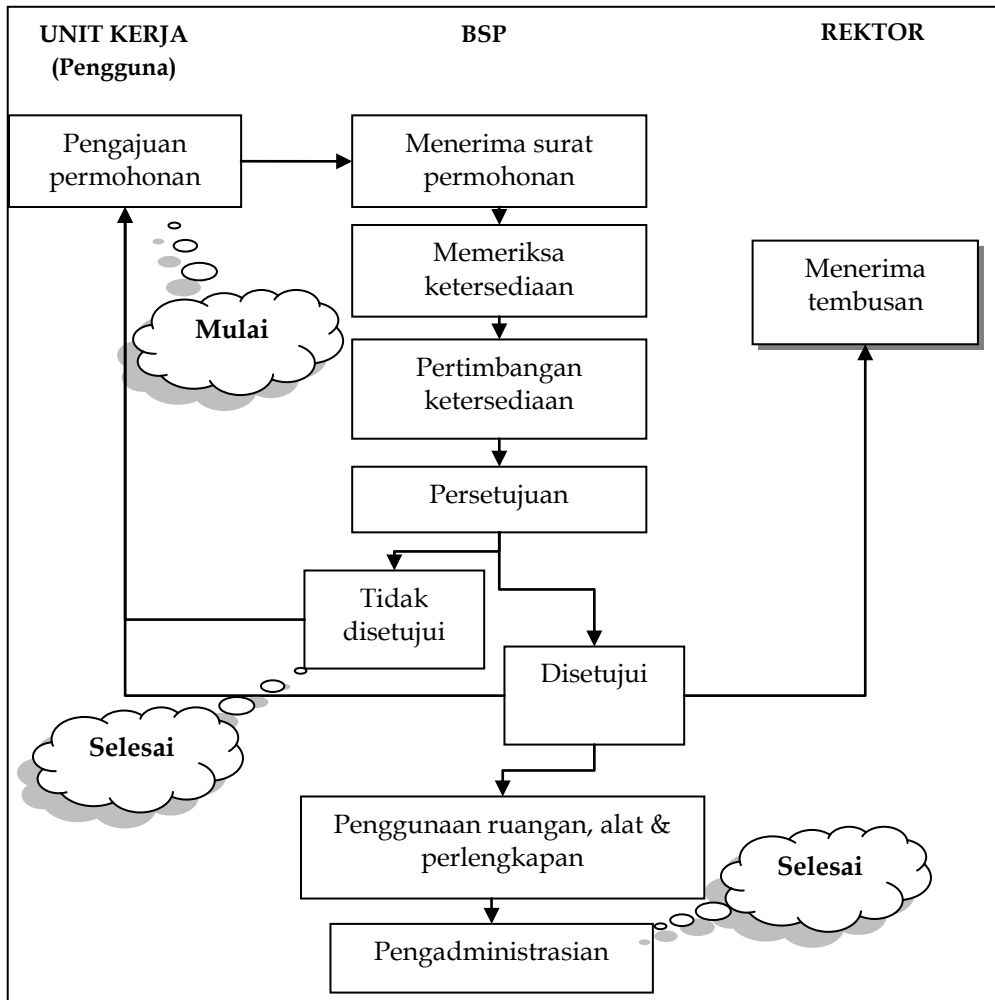 UNIT KERJA
(Pengguna)
BSP
REKTOR
Pengajuan
permohonan
Menerima surat
permohonan
Memeriksa
ketersediaan
Menerima
tembusan
Mulai
Pertimbangan
ketersediaan
Persetujuan
Tidak
disetujui
Disetujui
Selesai
Penggunaan ruangan, alat &
perlengkapan
Selesai
Pengadministrasian